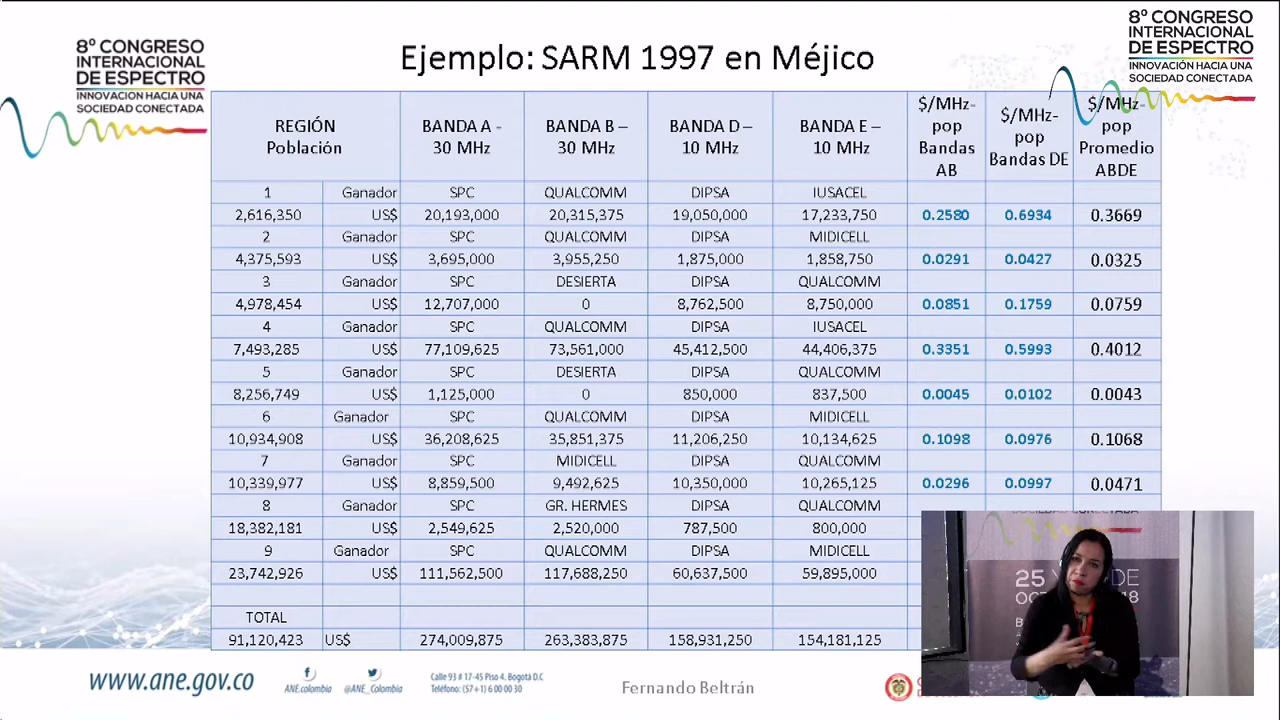 8º CONGRESO
INTERNACIONAL
DE ESPECTRO
INNOVACION HACIA UNA
SOCIEDAD CONECTADA
Ejemplo: SARM 1997 en Méjico
8º CONGRESO
INTERNACIONAL
DE ESPECTRO
INNOVACIÓN HACIA UNA
SOCIEDAD CONECTADA
REGIÓN Población BANDA A - 30 MHz BANDA B – 30 MHz BANDA D – 10 MHz BANDA E – 10 MHz $/MHz-pop Bandas AB $/MHz-pop Bandas DE $/MHz-pop Promedio ABDE
1 Ganador SPC QUALCOMM DIPSA IUSACEL
2,616,350 US$ 20,193,000 20,315,375 19,050,000 17,233,750 0.2580 0.6934 0.3669
2 Ganador SPC QUALCOMM DIPSA MIDICELL
4,375,593 US$ 3,695,000 3,955,250 1,875,000 1,858,750 0.0291 0.0427 0.0325
3 Ganador SPC DESIERTA DIPSA QUALCOMM
4,978,454 US$ 12,707,000 0 8,762,500 8,750,000 0.0851 0.1759 0.0759
4 Ganador SPC QUALCOMM DIPSA IUSACEL
7,493,285 US$ 77,109,625 73,561,000 45,412,500 44,406,375 0.3351 0.5993 0.4012
5 Ganador SPC DESIERTA DIPSA QUALCOMM
8,256,749 US$ 1,125,000 0 850,000 837,500 0.0045 0.0102 0.0043
6 Ganador SPC QUALCOMM DIPSA MIDICELL
10,934,908 US$ 36,208,625 35,851,375 11,206,250 10,134,625 0.1098 0.0976 0.1068
7 Ganador SPC MIDICELL DIPSA QUALCOMM
10,339,977 US$ 8,859,500 9,492,625 10,350,000 10,265,125 0.0296 0.0997 0.0471
8 Ganador SPC GR. HERMES DIPSA QUALCOMM
18,382,181 US$ 2,549,625 2,520,000 787,500 800,000
9 Ganador SPC QUALCOMM DIPSA MIDICELL
23,742,926 US$ 111,562,500 117,688,250 60,637,500 59,895,000
TOTAL
91,120,423 US$ 274,009,875 263,383,875 158,931,250 154,181,125
25
www.ane.gov.co
ANE.colombia
@ANE_Colombia
Calle 93 # 17-45 Piso 4. Bogotá D.C
Teléfono: (57+1) 6 00 00 30
Fernando Beltrán